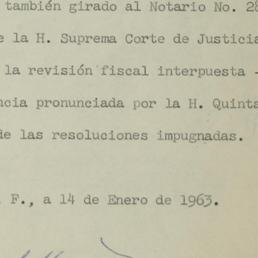 también girado al Notario No. 28
e la H. Suprema Corte de Justicia
la revisión fiscal interpuesta -
ncia pronunciada por la H. Quinta
de las resoluciones impugnadas.
. F., a 14 de Enero de 1963.